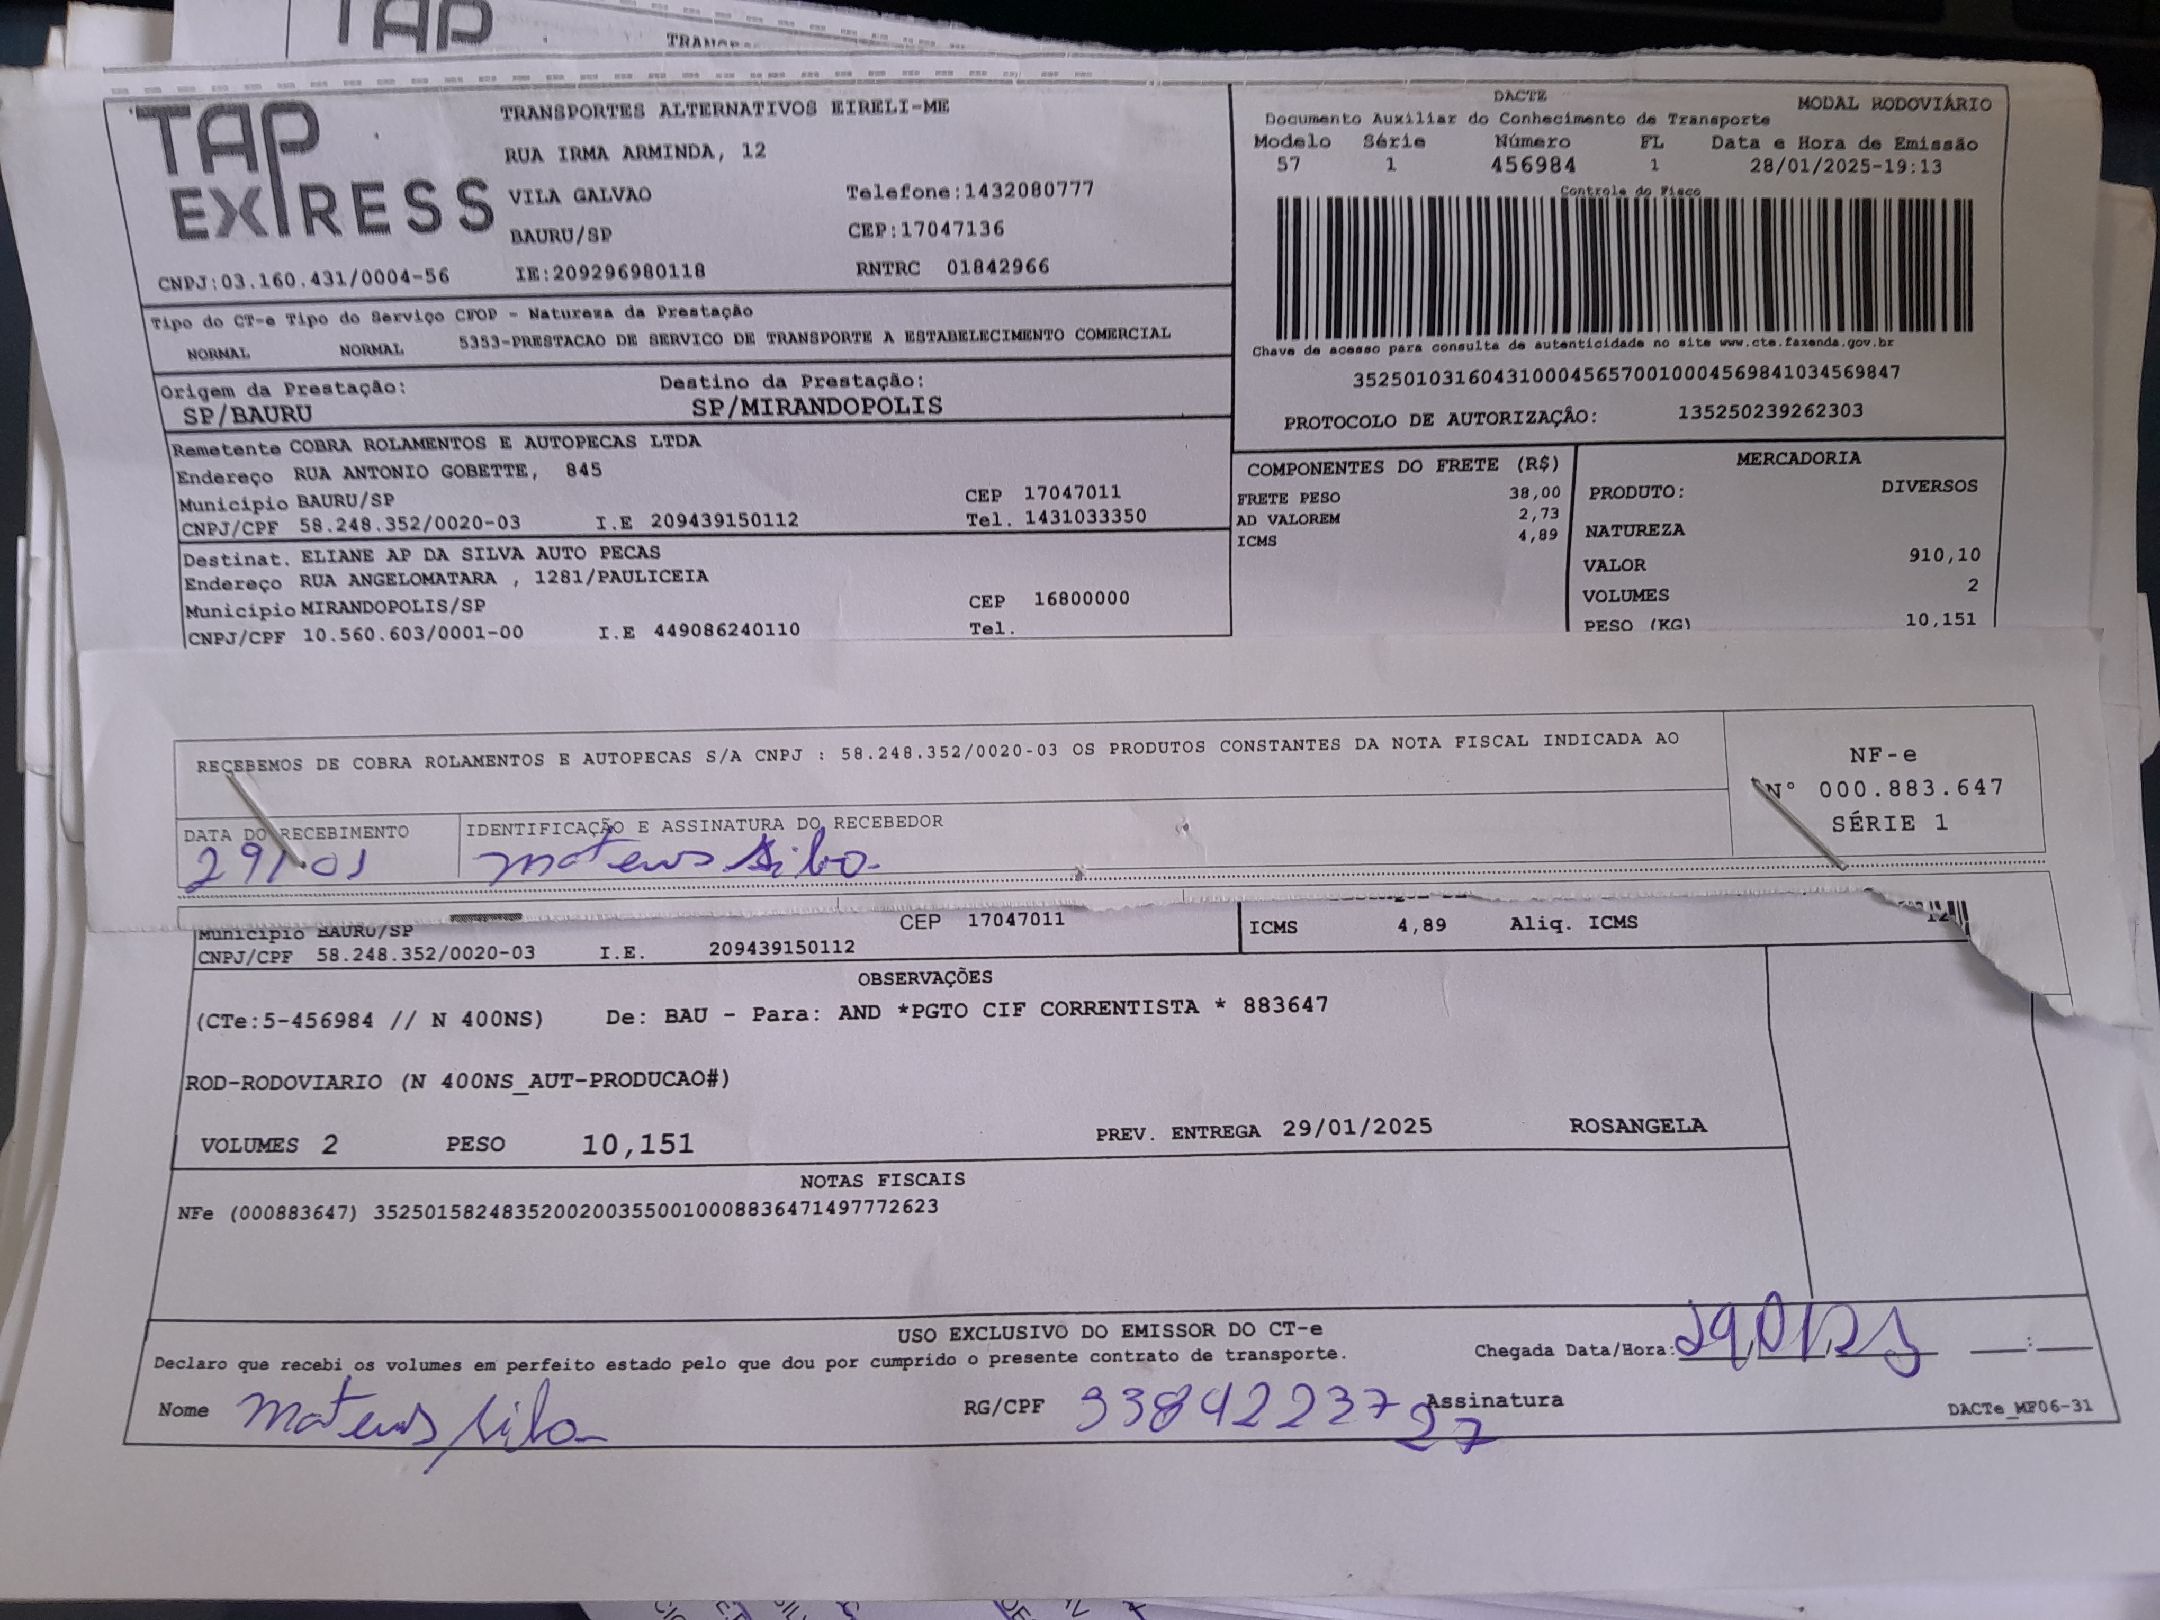 TAP
TAP EXPRESS
TRANSPORTES ALTERNATIVOS EIRELI-ME
RUA IRMA ARMINDA, 12
VILA GALVAO Telefone:1432080777
BAURU/SP CEP:17047136
CNPJ:03.160.431/0004-56 IE:209296980118 RNTRC 01842966
DACTE MODAL RODOVIÁRIO
Documento Auxiliar do Conhecimento de Transporte
Modelo Série Número FL Data e Hora de Emissão
57 1 456984 1 28/01/2025-19:13
Controle do Fisco
Chave de acesso para consulta de autenticidade no site www.cte.fazenda.gov.br
35250103160431000456570010004569841034569847
PROTOCOLO DE AUTORIZAÇÃO: 135250239262303
Tipo do CT-e Tipo do Serviço CFOP - Natureza da Prestação
NORMAL NORMAL 5353-PRESTACAO DE SERVICO DE TRANSPORTE A ESTABELECIMENTO COMERCIAL
Origem da Prestação: Destino da Prestação:
SP/BAURU SP/MIRANDOPOLIS
Remetente COBRA ROLAMENTOS E AUTOPECAS LTDA
Endereço RUA ANTONIO GOBETTE, 845
Município BAURU/SP CEP 17047011
CNPJ/CPF 58.248.352/0020-03 I.E 209439150112 Tel. 1431033350
Destinat. ELIANE AP DA SILVA AUTO PECAS
Endereço RUA ANGELOMATARA , 1281/PAULICEIA
Município MIRANDOPOLIS/SP CEP 16800000
CNPJ/CPF 10.560.603/0001-00 I.E 449086240110 Tel.
COMPONENTES DO FRETE (R$)
FRETE PESO 38,00
AD VALOREM 2,73
ICMS 4,89
MERCADORIA
PRODUTO: DIVERSOS
NATUREZA
VALOR 910,10
VOLUMES 2
PESO (KG) 10,151
RECEBEMOS DE COBRA ROLAMENTOS E AUTOPECAS S/A CNPJ : 58.248.352/0020-03 OS PRODUTOS CONSTANTES DA NOTA FISCAL INDICADA AO
NF-e
N° 000.883.647
SÉRIE 1
DATA DO RECEBIMENTO IDENTIFICAÇÃO E ASSINATURA DO RECEBEDOR
29/01 mateus silva
Município BAURU/SP CEP 17047011
CNPJ/CPF 58.248.352/0020-03 I.E. 209439150112
ICMS 4,89 Aliq. ICMS 12
OBSERVAÇÕES
(CTe:5-456984 // N 400NS) De: BAU - Para: AND *PGTO CIF CORRENTISTA * 883647
ROD-RODOVIARIO (N 400NS_AUT-PRODUCAO#)
VOLUMES 2 PESO 10,151 PREV. ENTREGA 29/01/2025 ROSANGELA
NOTAS FISCAIS
NFe (000883647) 35250158248352002003550010008836471497772623
USO EXCLUSIVO DO EMISSOR DO CT-e
Declaro que recebi os volumes em perfeito estado pelo que dou por cumprido o presente contrato de transporte.
Chegada Data/Hora: 29,01,25 :
Nome mateus silva RG/CPF 33842237 27 Assinatura
DACTe_MF06-31